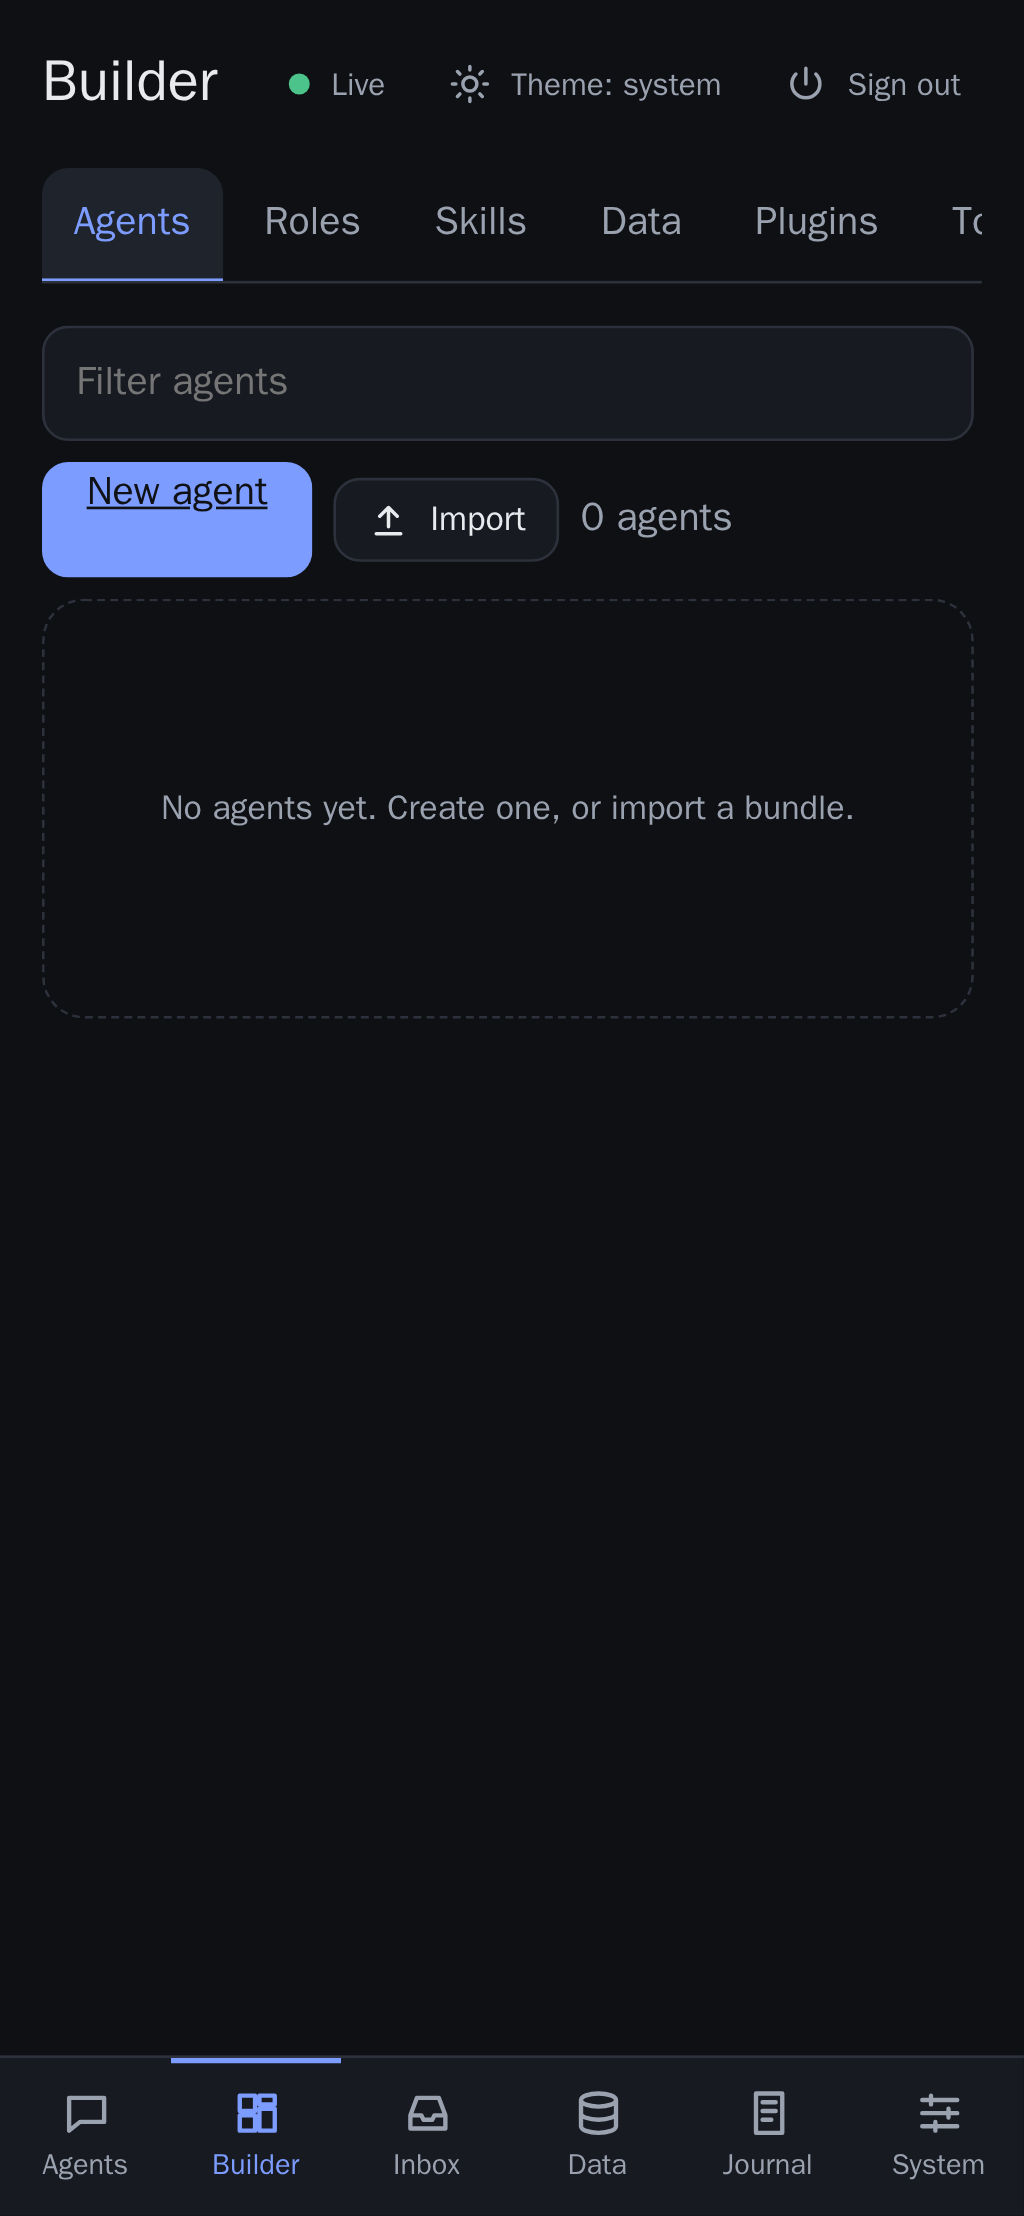 Builder Live Theme: system Sign out
Agents Roles Skills Data Plugins
Filter agents
New agent Import 0 agents
No agents yet. Create one, or import a bundle.
Agents Builder Inbox Data Journal System